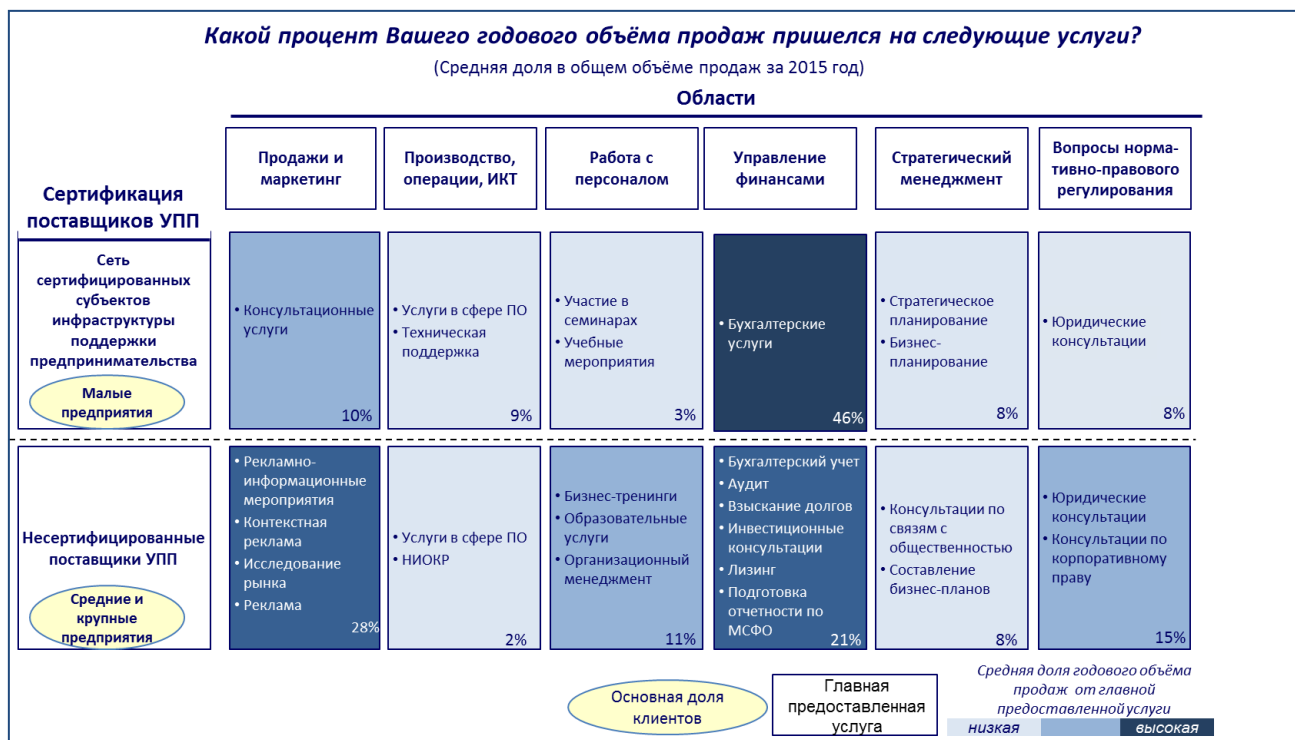 Какой процент Вашего годового объёма продаж пришелся на следующие услуги?
(Средняя доля в общем объёме продаж за 2015 год)
Области
Продажи и
маркетинг
Производство,
операции, ИКТ
Работа с
персоналом
Управление
финансами
Стратегический
менеджмент
Вопросы норма-
тивно-правового
регулирования
Сертификация
поставщиков УПП
Сеть
сертифицированных
субъектов
инфраструктуры
поддержки
предпринимательства
Малые
предприятия
• Консультационные
услуги
10%
• Услуги в сфере ПО
• Техническая
поддержка
9%
• Участие в
семинарах
• Учебные
мероприятия
3%
• Бухгалтерские
услуги
46%
• Стратегическое
планирование
• Бизнес-
планирование
8%
• Юридические
консультации
8%
Несертифицированные
поставщики УПП
Средние и
крупные
предприятия
• Рекламно-
информационные
мероприятия
• Контекстная
реклама
• Исследование
рынка
• Реклама
28%
• Услуги в сфере ПО
• НИОКР
2%
• Бизнес-тренинги
• Образовательные
услуги
• Организационный
менеджмент
11%
• Бухгалтерский учет
• Аудит
• Взыскание долгов
• Инвестиционные
консультации
• Лизинг
• Подготовка
отчетности по
МСФО
21%
• Консультации по
связям с
общественностью
• Составление
бизнес-планов
8%
• Юридические
консультации
• Консультации по
корпоративному
праву
15%
Основная доля
клиентов
Главная
предоставленная
услуга
Средняя доля годового объёма
продаж от главной
предоставленной услуги
низкая
высокая